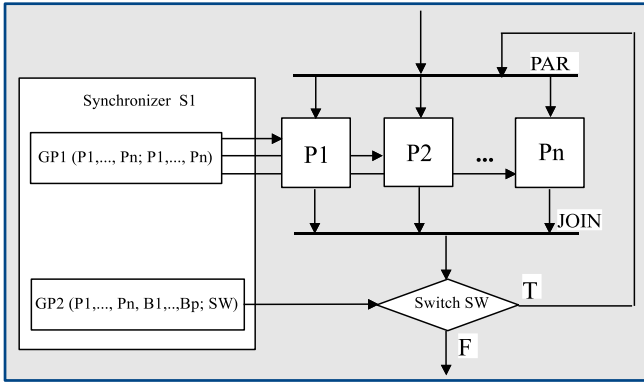 PAR
Synchronizer S1
GP1 (P1,..., Pn; P1,..., Pn)
P1
P2
...
Pn
JOIN
GP2 (P1,..., Pn, B1,..,Bp; SW)
Switch SW
T
F